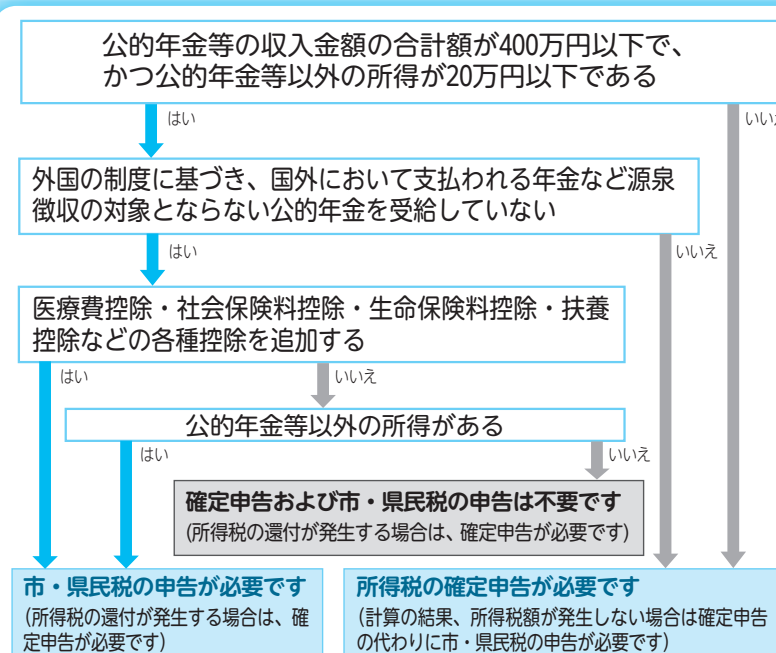 公的年金等の収入金額の合計額が400万円以下で、
かつ公的年金等以外の所得が20万円以下である
はい
いいえ
外国の制度に基づき、国外において支払われる年金など源泉
徴収の対象とならない公的年金を受給していない
はい
いいえ
医療費控除・社会保険料控除・生命保険料控除・扶養
控除などの各種控除を追加する
はい
いいえ
公的年金等以外の所得がある
はい
いいえ
確定申告および市・県民税の申告は不要です
(所得税の還付が発生する場合は、確定申告が必要です)
市・県民税の申告が必要です
(所得税の還付が発生する場合は、確
定申告が必要です)
所得税の確定申告が必要です
(計算の結果、所得税額が発生しない場合は確定申告
の代わりに市・県民税の申告が必要です)